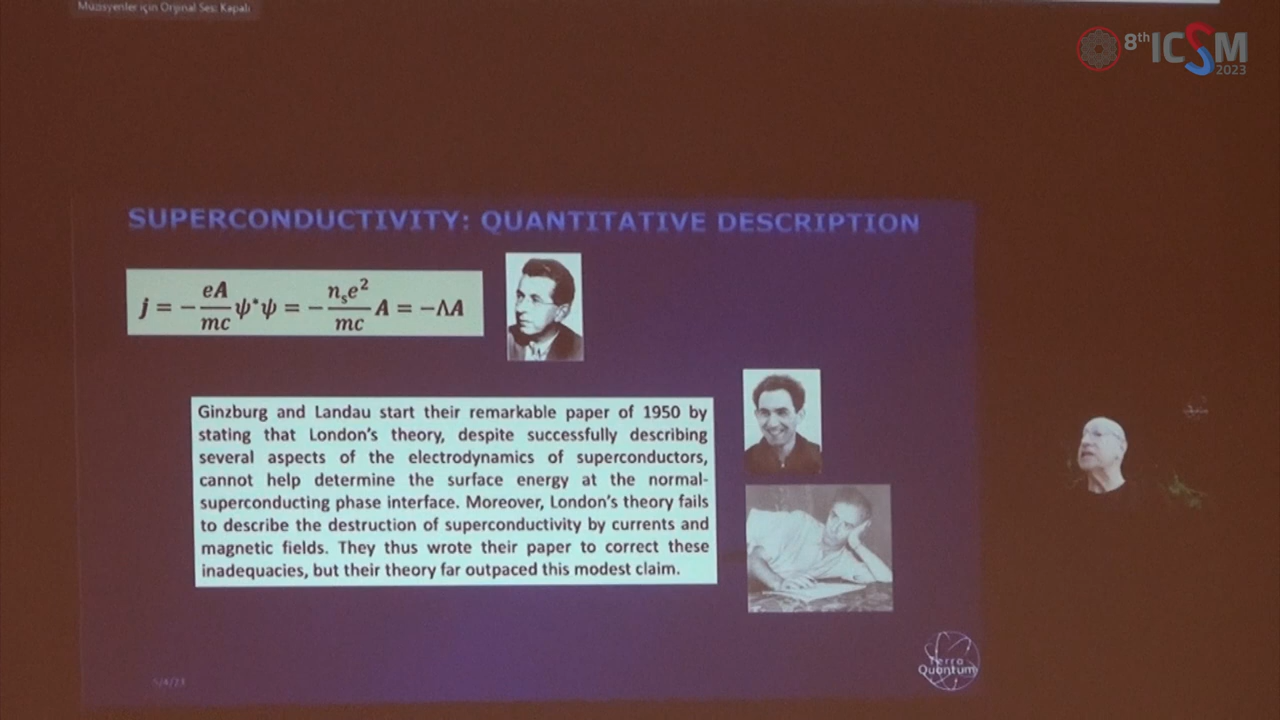 Müzisyenler için Orijinal Ses: Kapalı
8th ICSM
2023
SUPERCONDUCTIVITY: QUANTITATIVE DESCRIPTION
j = −eA/mc ψ*ψ = −nₛe²/mc A = −ΛA
Ginzburg and Landau start their remarkable paper of 1950 by
stating that London's theory, despite successfully describing
several aspects of the electrodynamics of superconductors,
cannot help determine the surface energy at the normal-
superconducting phase interface. Moreover, London's theory fails
to describe the destruction of superconductivity by currents and
magnetic fields. They thus wrote their paper to correct these
inadequacies, but their theory far outpaced this modest claim.
Terra
Quantum
5/4/23